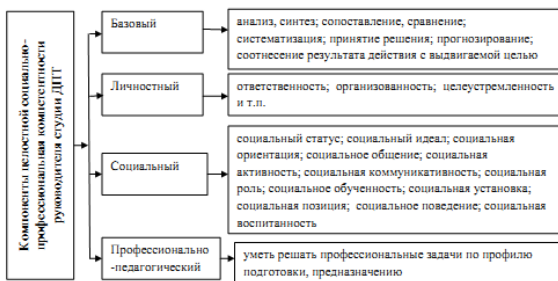 Компоненты целостной социально-
профессиональная компетентности
руководителя студии ДПТ
Базовый
анализ, синтез; сопоставление, сравнение;
систематизация; принятие решения; прогнозирование;
соотнесение результата действия с выдвигаемой целью
Личностный
ответственность; организованность; целеустремленность
и т.п.
Социальный
социальный статус; социальный идеал; социальная
ориентация; социальное общение; социальная
активность; социальная коммуникативность; социальная
роль; социальное обученность; социальная установка;
социальная позиция; социальное поведение; социальная
воспитанность
Профессионально
-педагогический
уметь решать профессиональные задачи по профилю
подготовки, предназначению